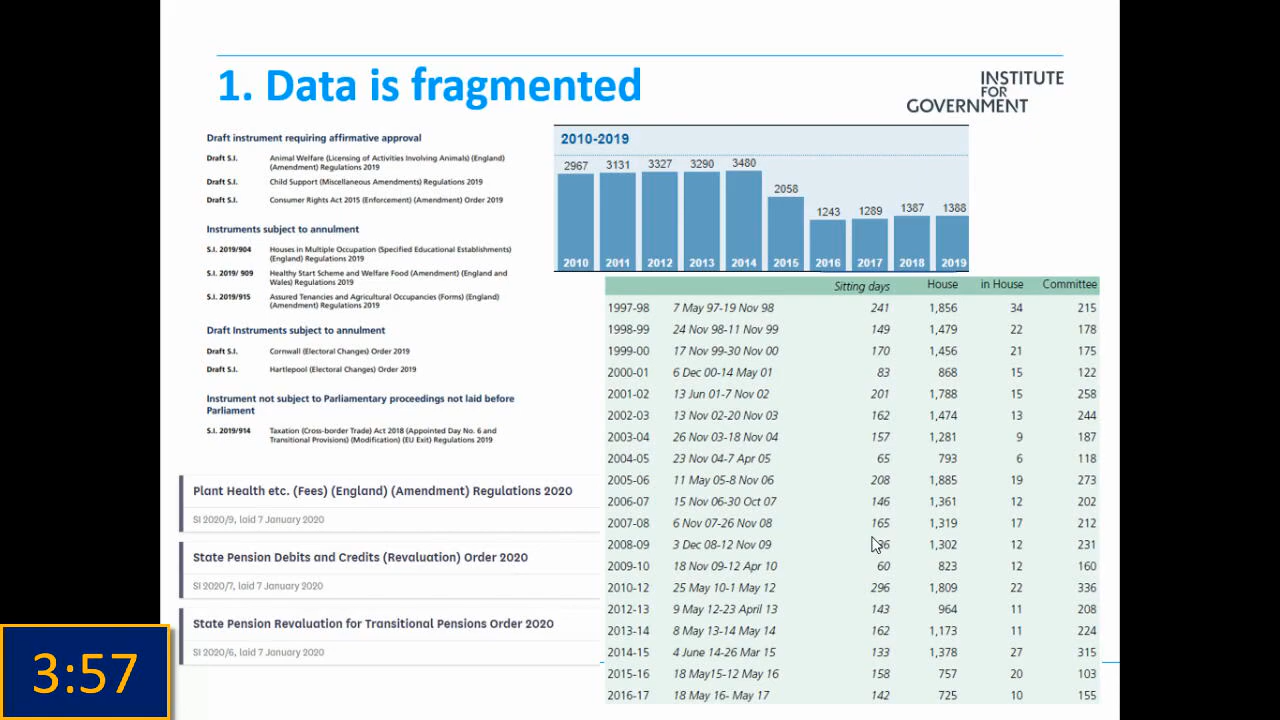 1. Data is fragmented
INSTITUTE
FOR
GOVERNMENT
Draft instrument requiring affirmative approval
Draft S.I. Animal Welfare (Licensing of Activities Involving Animals) (England)
(Amendment) Regulations 2019
Draft S.I. Child Support (Miscellaneous Amendments) Regulations 2019
Draft S.I. Consumer Rights Act 2015 (Enforcement) (Amendment) Order 2019
Instruments subject to annulment
S.I. 2019/904 Houses in Multiple Occupation (Specified Educational Establishments)
(England) Regulations 2019
S.I. 2019/ 909 Healthy Start Scheme and Welfare Food (Amendment) (England and
Wales) Regulations 2019
S.I. 2019/915 Assured Tenancies and Agricultural Occupancies (Forms) (England)
(Amendment) Regulations 2019
Draft Instruments subject to annulment
Draft S.I. Cornwall (Electoral Changes) Order 2019
Draft S.I. Hartlepool (Electoral Changes) Order 2019
Instrument not subject to Parliamentary proceedings not laid before
Parliament
S.I. 2019/914 Taxation (Cross-border Trade) Act 2018 (Appointed Day No. 6 and
Transitional Provisions) (Modification) (EU Exit) Regulations 2019
Plant Health etc. (Fees) (England) (Amendment) Regulations 2020
SI 2020/9, laid 7 January 2020
State Pension Debits and Credits (Revaluation) Order 2020
SI 2020/7, laid 7 January 2020
State Pension Revaluation for Transitional Pensions Order 2020
SI 2020/6, laid 7 January 2020
2010-2019
2967 3131 3327 3290 3480 2058 1243 1289 1387 1388
2010 2011 2012 2013 2014 2015 2016 2017 2018 2019
Sitting days House in House Committee
1997-98 7 May 97-19 Nov 98 241 1,856 34 215
1998-99 24 Nov 98-11 Nov 99 149 1,479 22 178
1999-00 17 Nov 99-30 Nov 00 170 1,456 21 175
2000-01 6 Dec 00-14 May 01 83 868 15 122
2001-02 13 Jun 01-7 Nov 02 201 1,788 15 258
2002-03 13 Nov 02-20 Nov 03 162 1,474 13 244
2003-04 26 Nov 03-18 Nov 04 157 1,281 9 187
2004-05 23 Nov 04-7 Apr 05 65 793 6 118
2005-06 11 May 05-8 Nov 06 208 1,885 19 273
2006-07 15 Nov 06-30 Oct 07 146 1,361 12 202
2007-08 6 Nov 07-26 Nov 08 165 1,319 17 212
2008-09 3 Dec 08-12 Nov 09 1,302 12 231
2009-10 18 Nov 09-12 Apr 10 60 823 12 160
2010-12 25 May 10-1 May 12 296 1,809 22 336
2012-13 9 May 12-23 April 13 143 964 11 208
2013-14 8 May 13-14 May 14 162 1,173 11 224
2014-15 4 June 14-26 Mar 15 133 1,378 27 315
2015-16 18 May15-12 May 16 158 757 20 103
2016-17 18 May 16- May 17 142 725 10 155
3:57